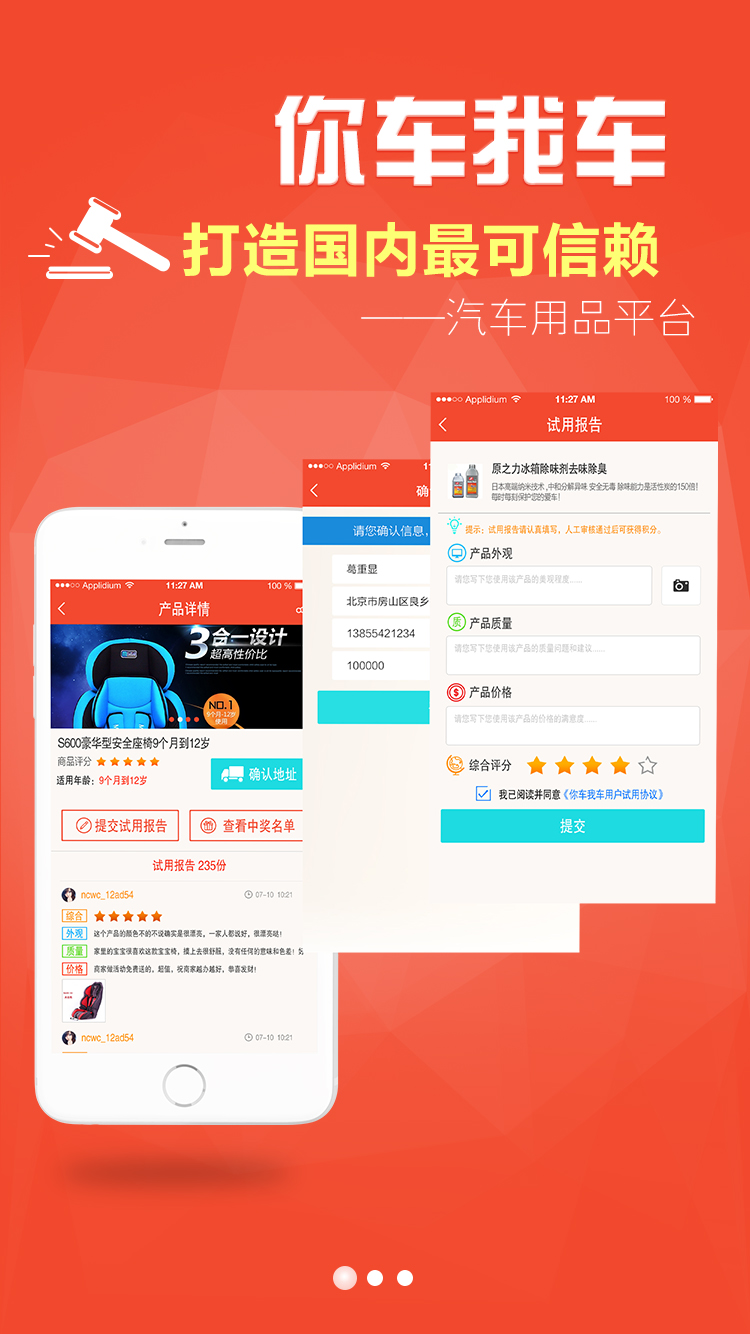 你车我车
打造国内最可信赖
——汽车用品平台
Applidium 11:27 AM 100 %
试用报告
原之力冰箱除味剂去味除臭
日本高端纳米技术,中和分解异味 安全无毒 除味能力是活性炭的150倍!
每时每刻保护您的爱车!
提示：试用报告请认真填写，人工审核通过后可获得积分。
产品外观
请您写下您使用该产品的美观程度......
质 产品质量
请您写下您使用该产品的质量问题和建议......
$ 产品价格
请您写下您使用该产品的价格的满意度......
综合评分
我已阅读并同意《你车我车用户试用协议》
提交
Applidium 1
确
请您确认信息，
葛重显
北京市房山区良乡
13855421234
100000
Applidium 11:27 AM 100 %
产品详情
3合一设计
超高性价比
NO.1
9个月-12岁
使用
S600豪华型安全座椅9个月到12岁
商品评分
适用年龄：9个月到12岁
确认地址
提交试用报告 查看中奖名单
试用报告 235份
ncwc_12ad54 07-10 10:21
综合
外观 这个产品的颜色不的不说确实是很漂亮，一家人都说好，很漂亮哒！
质量 家里的宝宝很喜欢这款宝宝椅，摸上去很舒服，没有任何的意味和色差！
价格 商家做活动免费送的，超值，祝商家越办越好，恭喜发财！
ncwc_12ad54 07-10 10:21